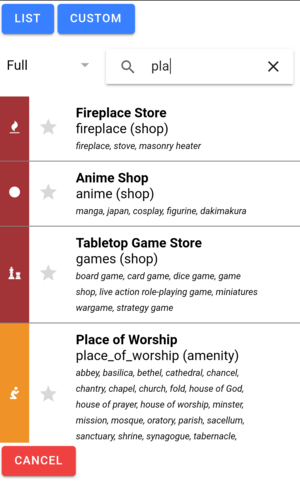 LIST CUSTOM
Full pla
Fireplace Store
fireplace (shop)
fireplace, stove, masonry heater
Anime Shop
anime (shop)
manga, japan, cosplay, figurine, dakimakura
Tabletop Game Store
games (shop)
board game, card game, dice game, game
shop, live action role-playing game, miniatures
wargame, strategy game
Place of Worship
place_of_worship (amenity)
abbey, basilica, bethel, cathedral, chancel,
chantry, chapel, church, fold, house of God,
house of prayer, house of worship, minster,
mission, mosque, oratory, parish, sacellum,
sanctuary, shrine, synagogue, tabernacle,
CANCEL